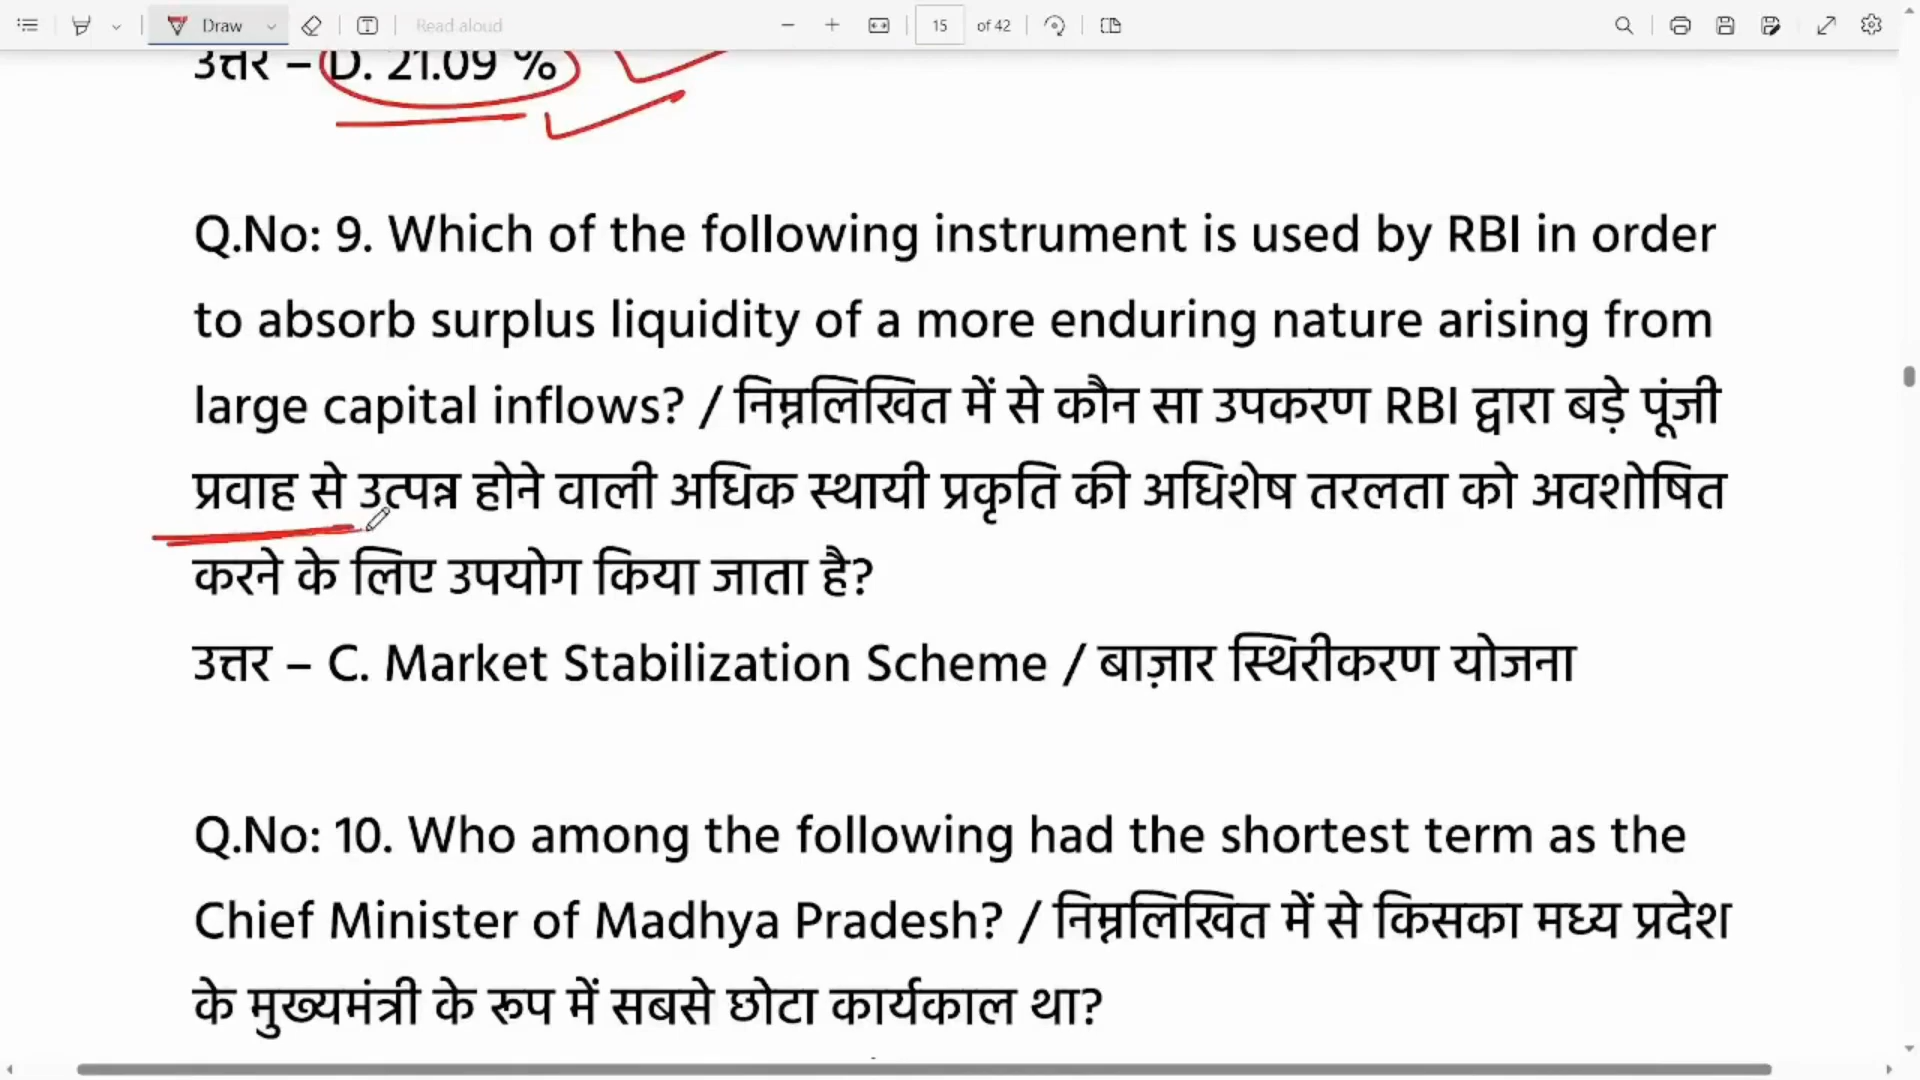 Draw
Read aloud
15 of 42
उत्तर – D. 21.09 %
Q.No: 9. Which of the following instrument is used by RBI in order
to absorb surplus liquidity of a more enduring nature arising from
large capital inflows? / निम्नलिखित में से कौन सा उपकरण RBI द्वारा बड़े पूंजी
प्रवाह से उत्पन्न होने वाली अधिक स्थायी प्रकृति की अधिशेष तरलता को अवशोषित
करने के लिए उपयोग किया जाता है?
उत्तर – C. Market Stabilization Scheme / बाज़ार स्थिरीकरण योजना
Q.No: 10. Who among the following had the shortest term as the
Chief Minister of Madhya Pradesh? / निम्नलिखित में से किसका मध्य प्रदेश
के मुख्यमंत्री के रूप में सबसे छोटा कार्यकाल था?